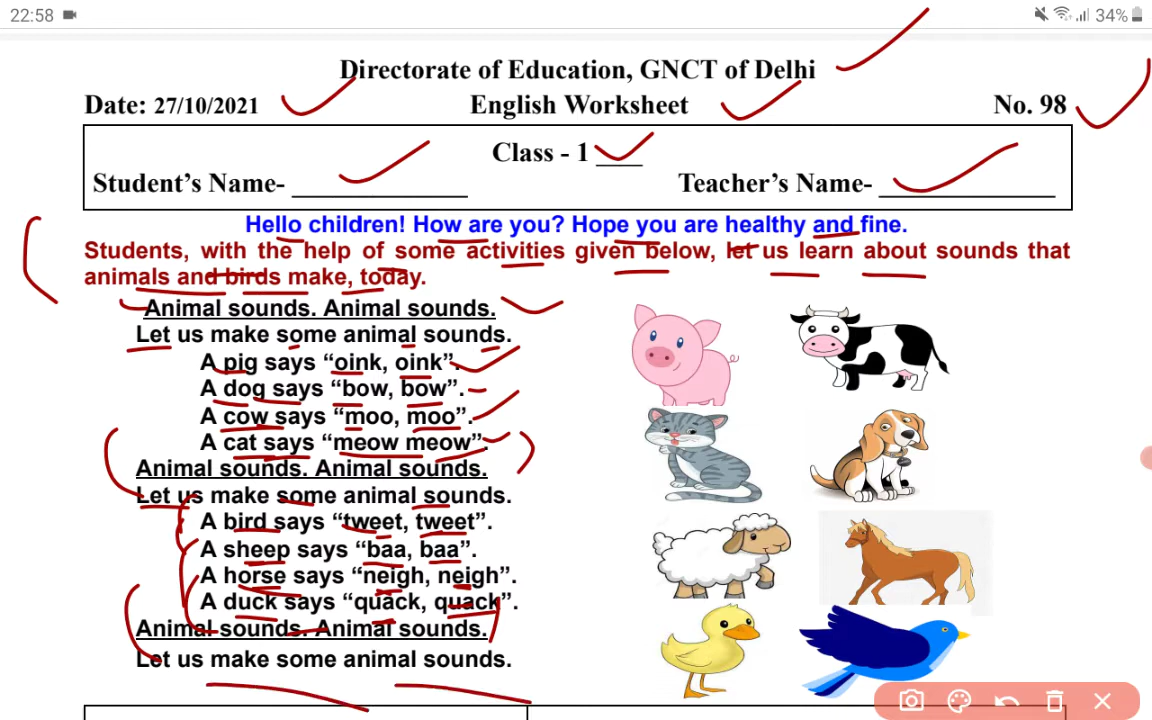 22:58 34%
Directorate of Education, GNCT of Delhi
Date: 27/10/2021 English Worksheet No. 98
Class - 1 ____
Student’s Name- _____________ Teacher’s Name- _____________
Hello children! How are you? Hope you are healthy and fine.
Students, with the help of some activities given below, let us learn about sounds that
animals and birds make, today.
Animal sounds. Animal sounds.
Let us make some animal sounds.
A pig says “oink, oink”.
A dog says “bow, bow”.
A cow says “moo, moo”.
A cat says “meow meow”.
Animal sounds. Animal sounds.
Let us make some animal sounds.
A bird says “tweet, tweet”.
A sheep says “baa, baa”.
A horse says “neigh, neigh”.
A duck says “quack, quack”.
Animal sounds. Animal sounds.
Let us make some animal sounds.